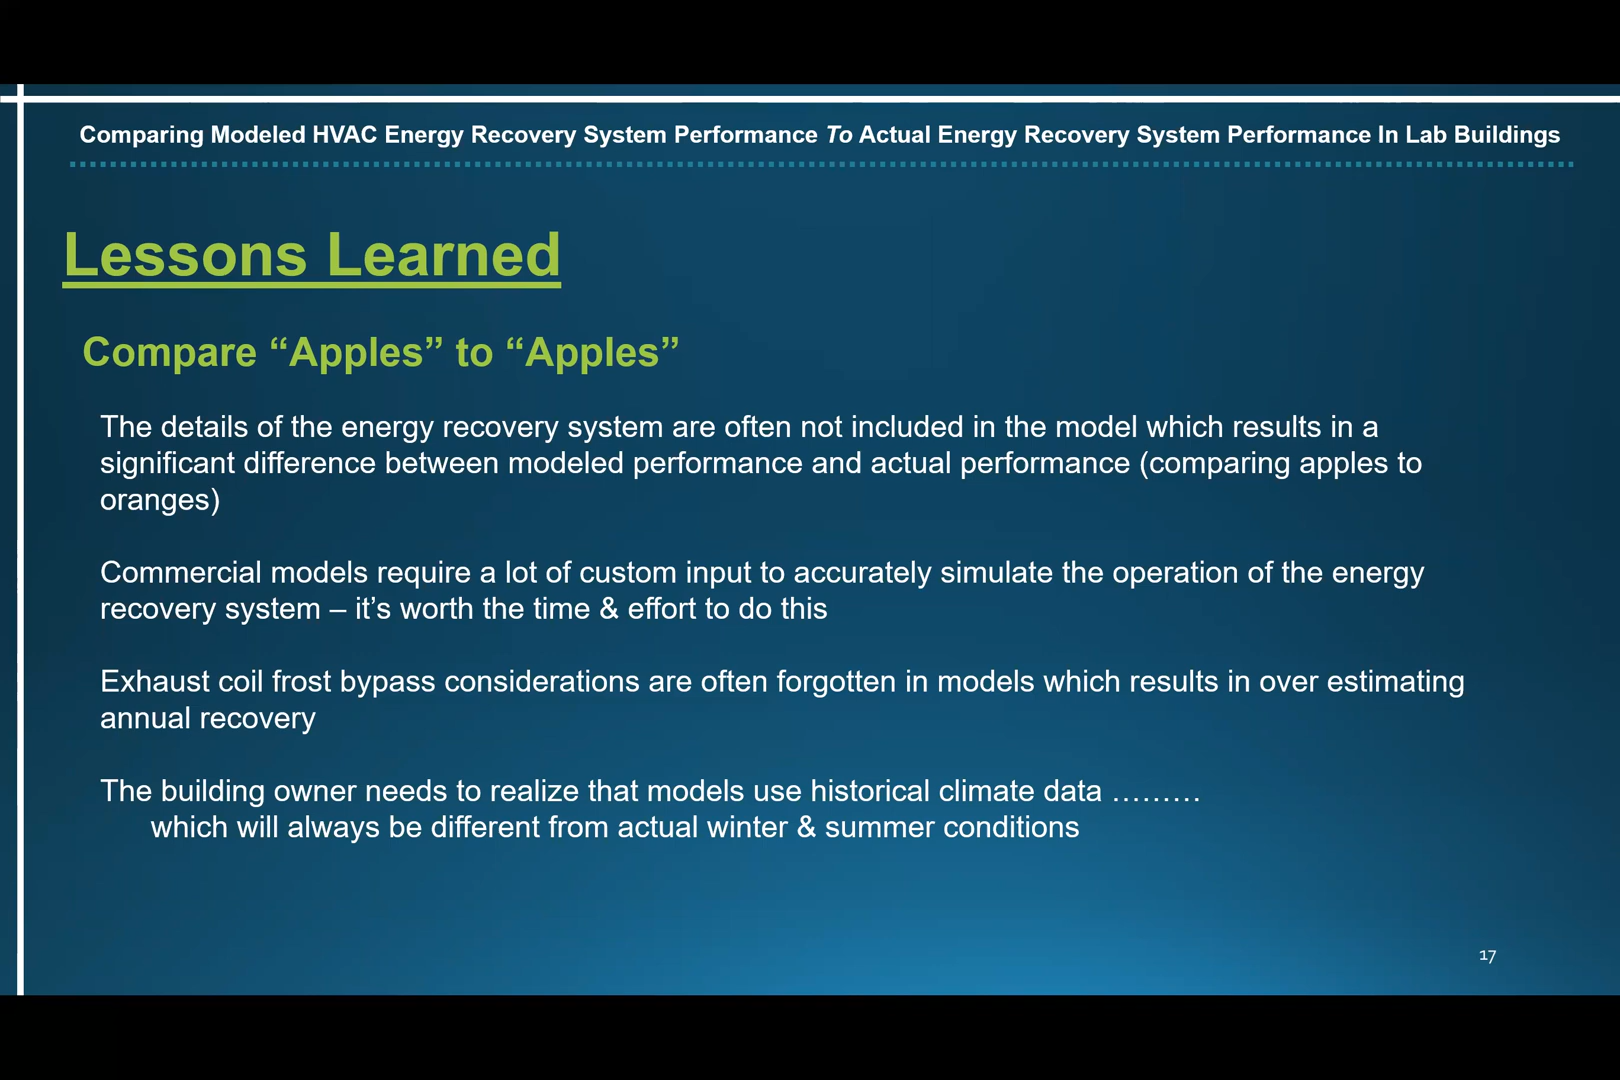 Comparing Modeled HVAC Energy Recovery System Performance To Actual Energy Recovery System Performance In Lab Buildings
Lessons Learned
Compare “Apples” to “Apples”
The details of the energy recovery system are often not included in the model which results in a
significant difference between modeled performance and actual performance (comparing apples to
oranges)
Commercial models require a lot of custom input to accurately simulate the operation of the energy
recovery system – it’s worth the time & effort to do this
Exhaust coil frost bypass considerations are often forgotten in models which results in over estimating
annual recovery
The building owner needs to realize that models use historical climate data ………
which will always be different from actual winter & summer conditions
17